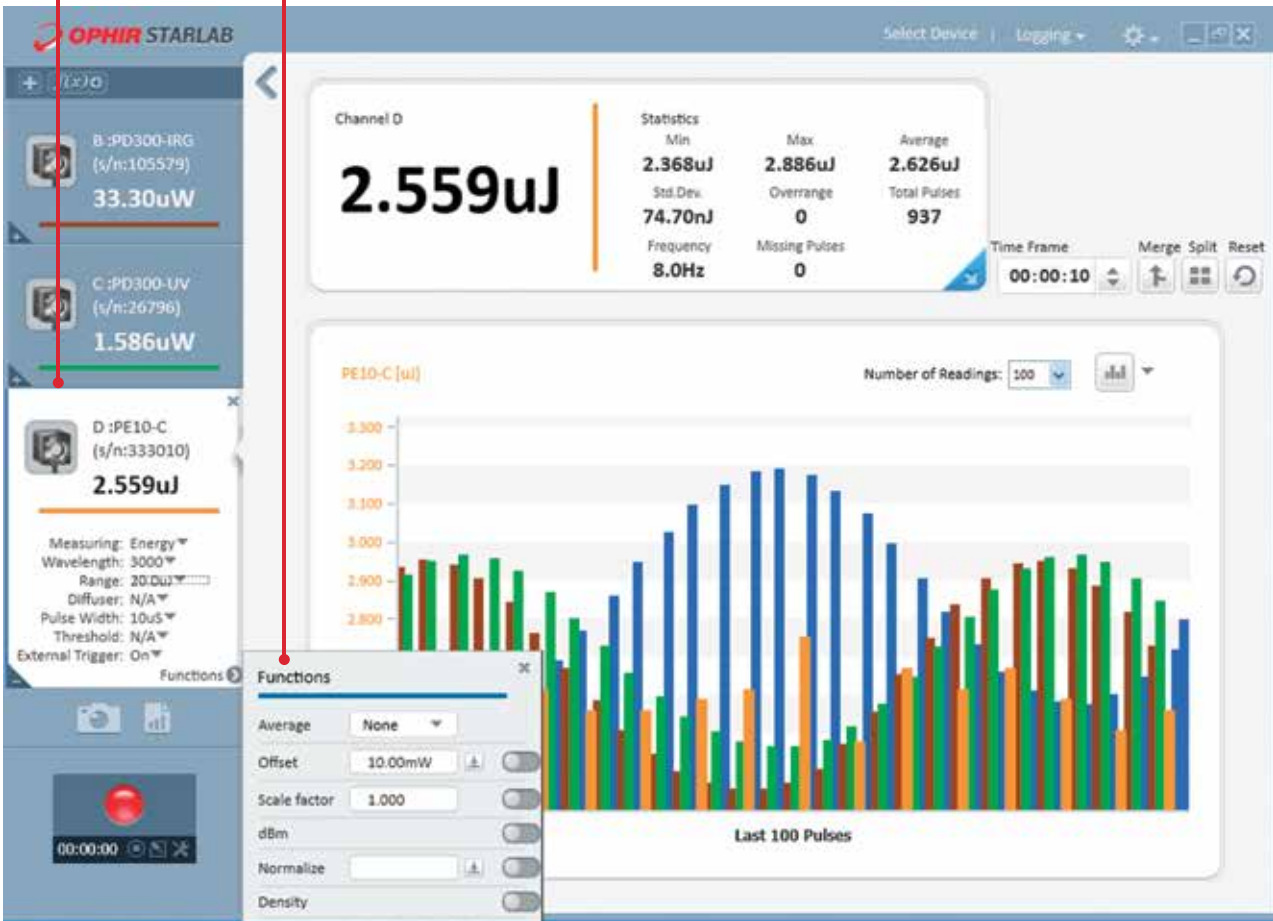 OPHIR STARLAB
Select Device | Logging
+ f(x)
B :PD300-IRG
(s/n:105579)
33.30uW
C :PD300-UV
(s/n:26796)
1.586uW
D :PE10-C
(s/n:333010)
2.559uJ
Measuring: Energy
Wavelength: 3000
Range: 20.0uJ
Diffuser: N/A
Pulse Width: 10uS
Threshold: N/A
External Trigger: On
Functions
00:00:00
Channel D
2.559uJ
Statistics
Min Max Average
2.368uJ 2.886uJ 2.626uJ
Std.Dev. Overrange Total Pulses
74.70nJ 0 937
Frequency Missing Pulses
8.0Hz 0
Time Frame Merge Split Reset
00:00:10
PE10-C [uJ]
Number of Readings: 100
3.300
3.200
3.100
3.000
2.900
2.800
Last 100 Pulses
Functions
Average None
Offset 10.00mW
Scale factor 1.000
dBm
Normalize
Density